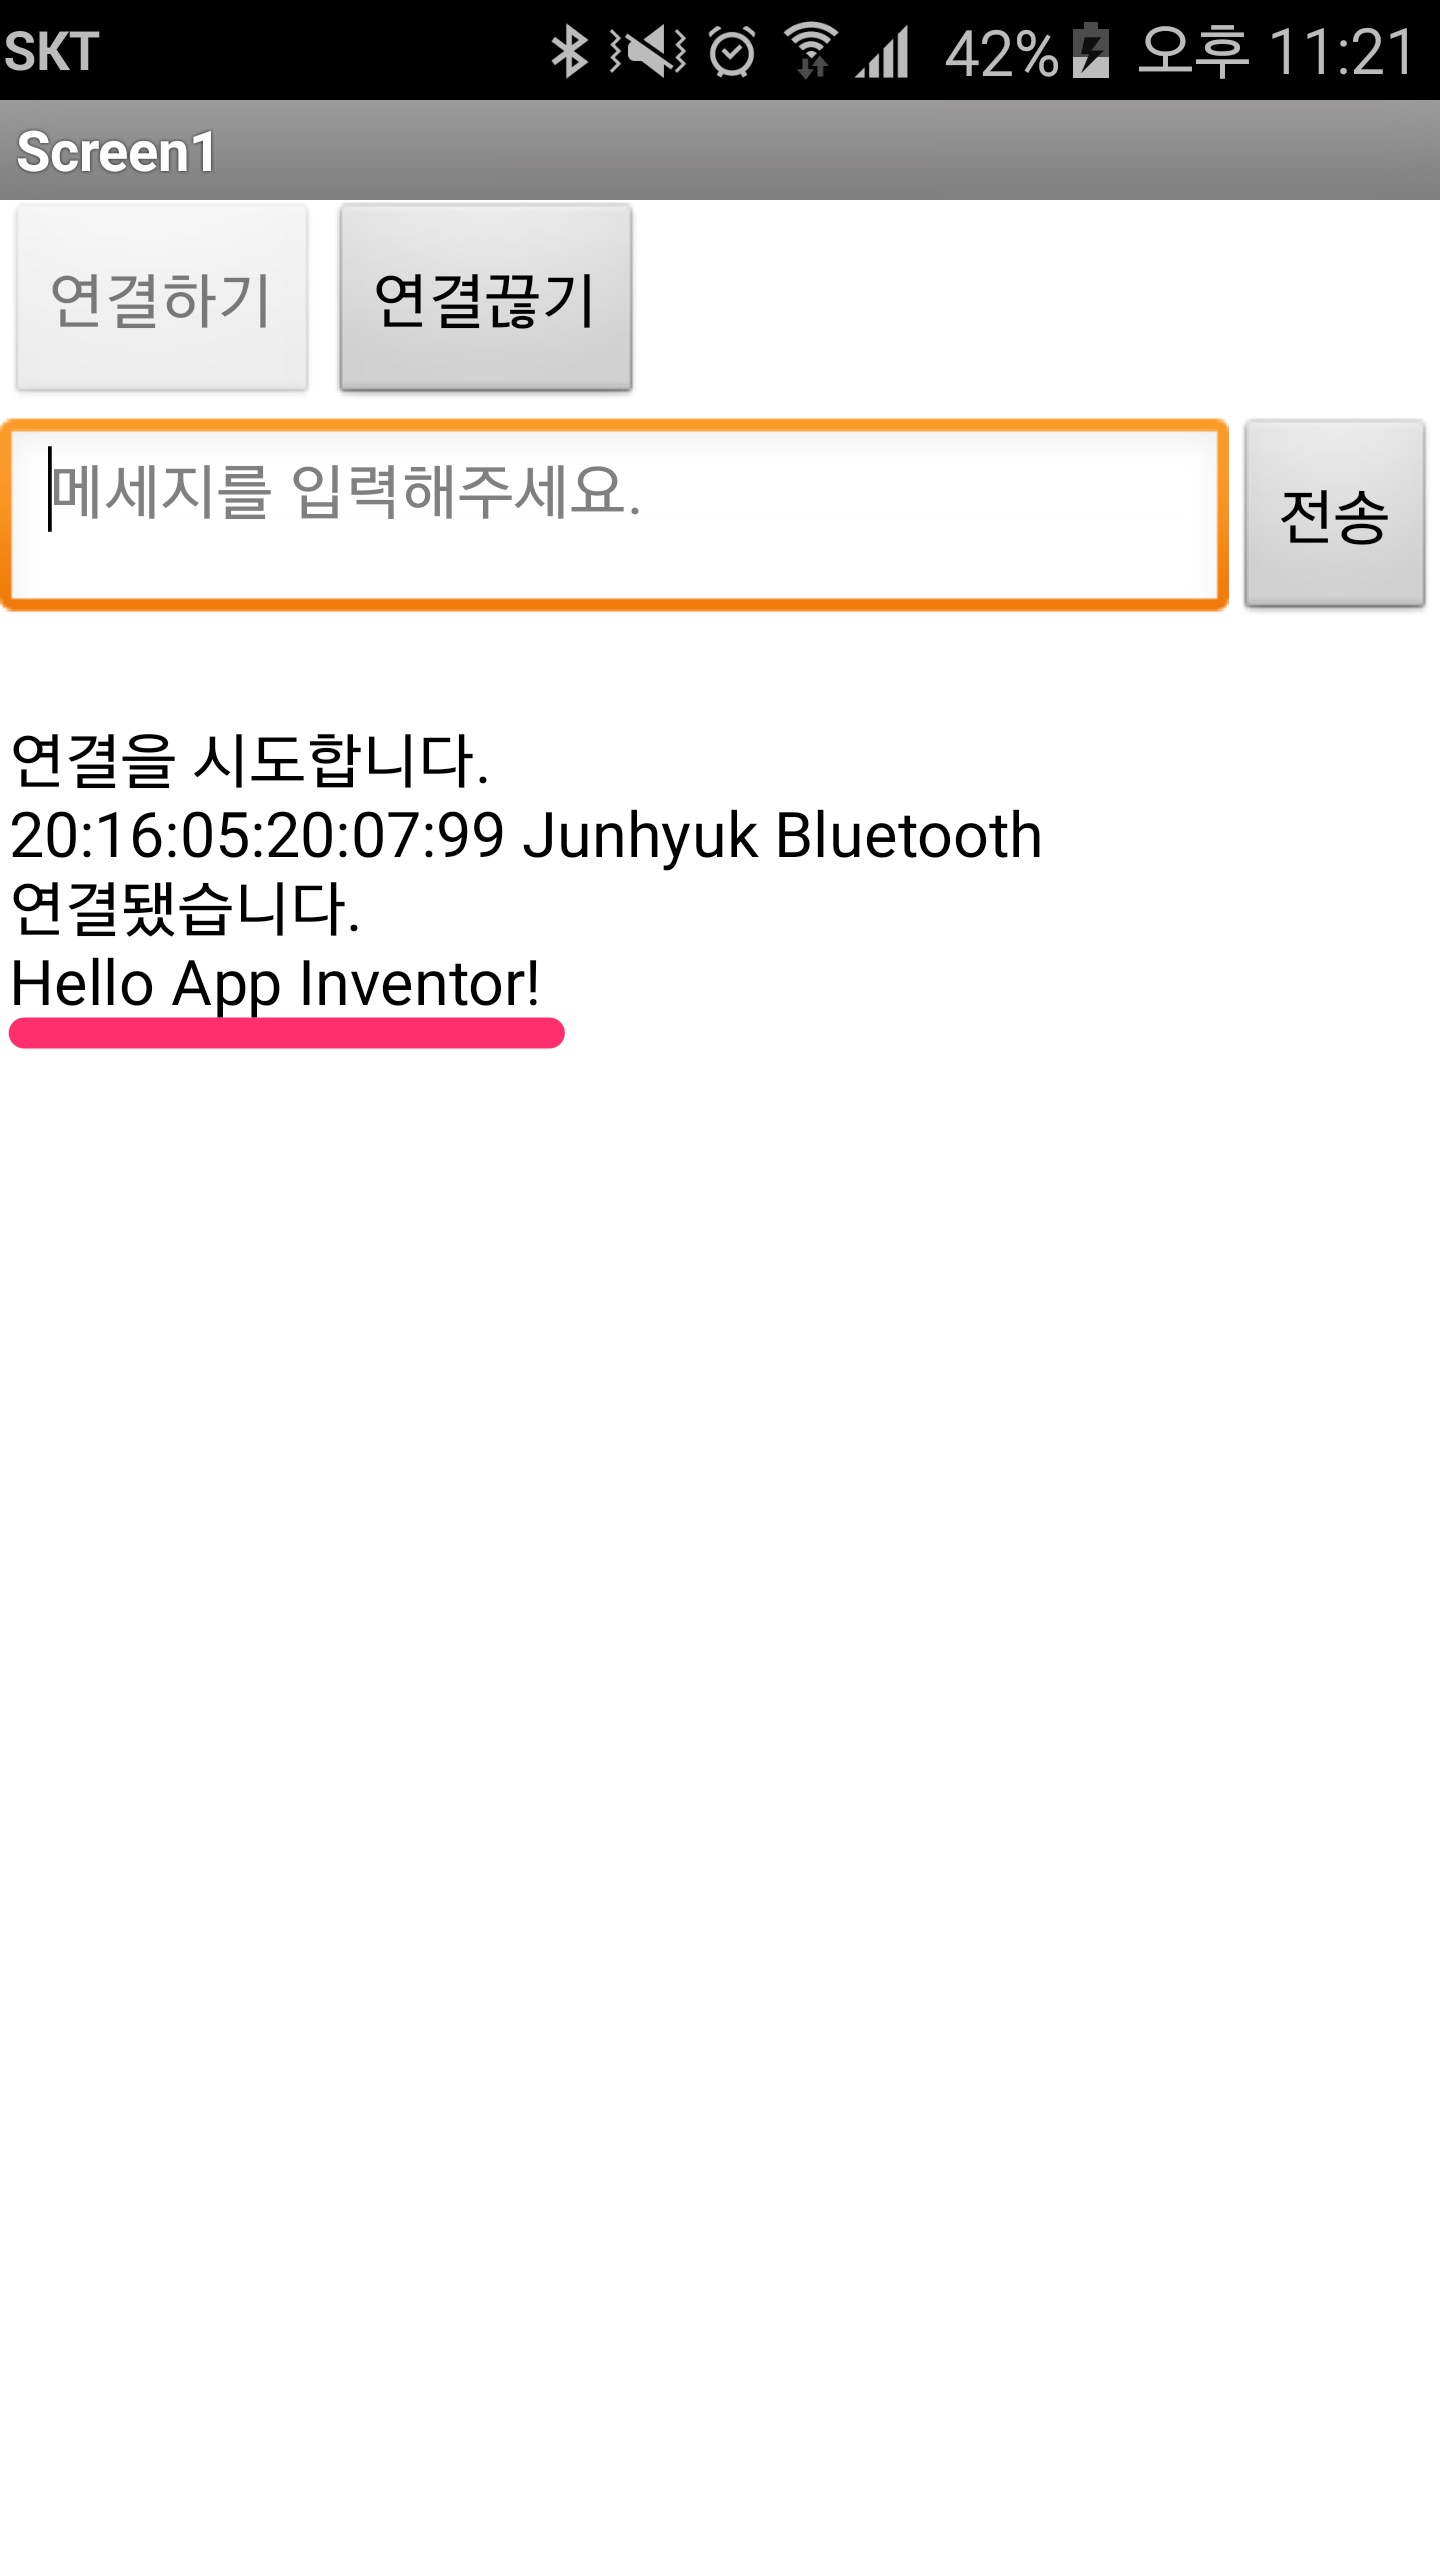 SKT 42% 오후 11:21
Screen1
연결하기 연결끊기
메세지를 입력해주세요. 전송
연결을 시도합니다.
20:16:05:20:07:99 Junhyuk Bluetooth
연결됐습니다.
Hello App Inventor!